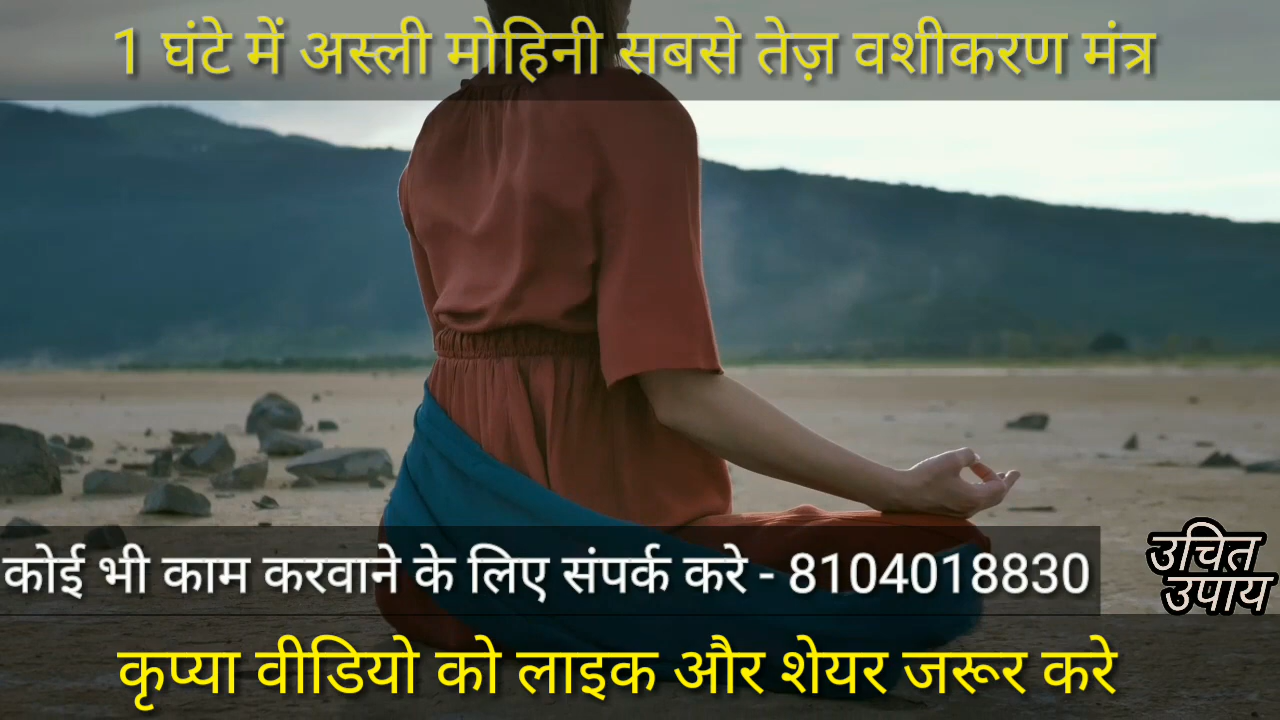 1 घंटे में अस्ली मोहिनी सबसे तेज़ वशीकरण मंत्र
कोई भी काम करवाने के लिए संपर्क करे - 8104018830
उचित
उपाय
कृप्या वीडियो को लाइक और शेयर जरूर करे